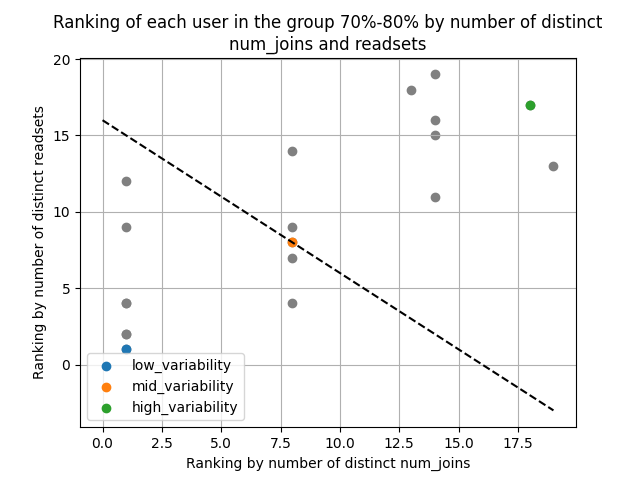 Ranking of each user in the group 70%-80% by number of distinct
num_joins and readsets
Ranking by number of distinct readsets
20
15
10
5
0
low_variability
mid_variability
high_variability
0.0 2.5 5.0 7.5 10.0 12.5 15.0 17.5
Ranking by number of distinct num_joins